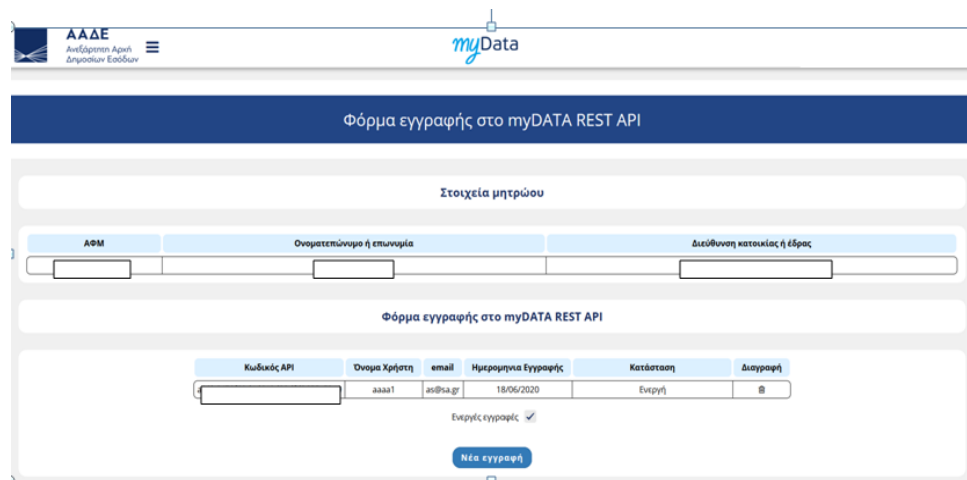 ΑΑΔΕ
Ανεξάρτητη Αρχή
Δημοσίων Εσόδων
myData
Φόρμα εγγραφής στο myDATA REST API
Στοιχεία μητρώου
ΑΦΜ Ονοματεπώνυμο ή επωνυμία Διεύθυνση κατοικίας ή έδρας
Φόρμα εγγραφής στο myDATA REST API
Κωδικός API Όνομα Χρήστη email Ημερομηνια Εγγραφής Κατάσταση Διαγραφή
aaaa1 as@sa.gr 18/06/2020 Ενεργή
Ενεργές εγγραφές
Νέα εγγραφή